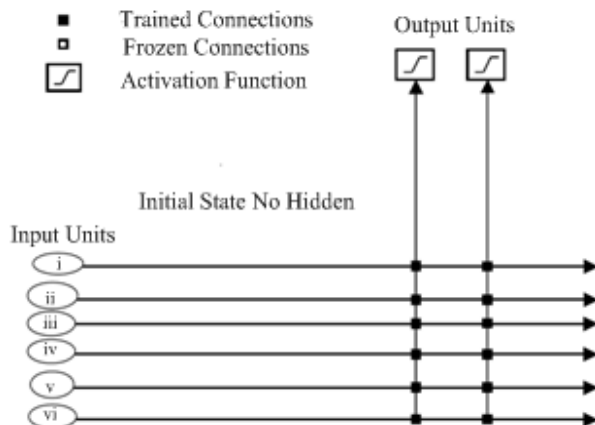 Trained Connections
Frozen Connections
Activation Function
Output Units
Initial State No Hidden
Input Units
i
ii
iii
iv
v
vi